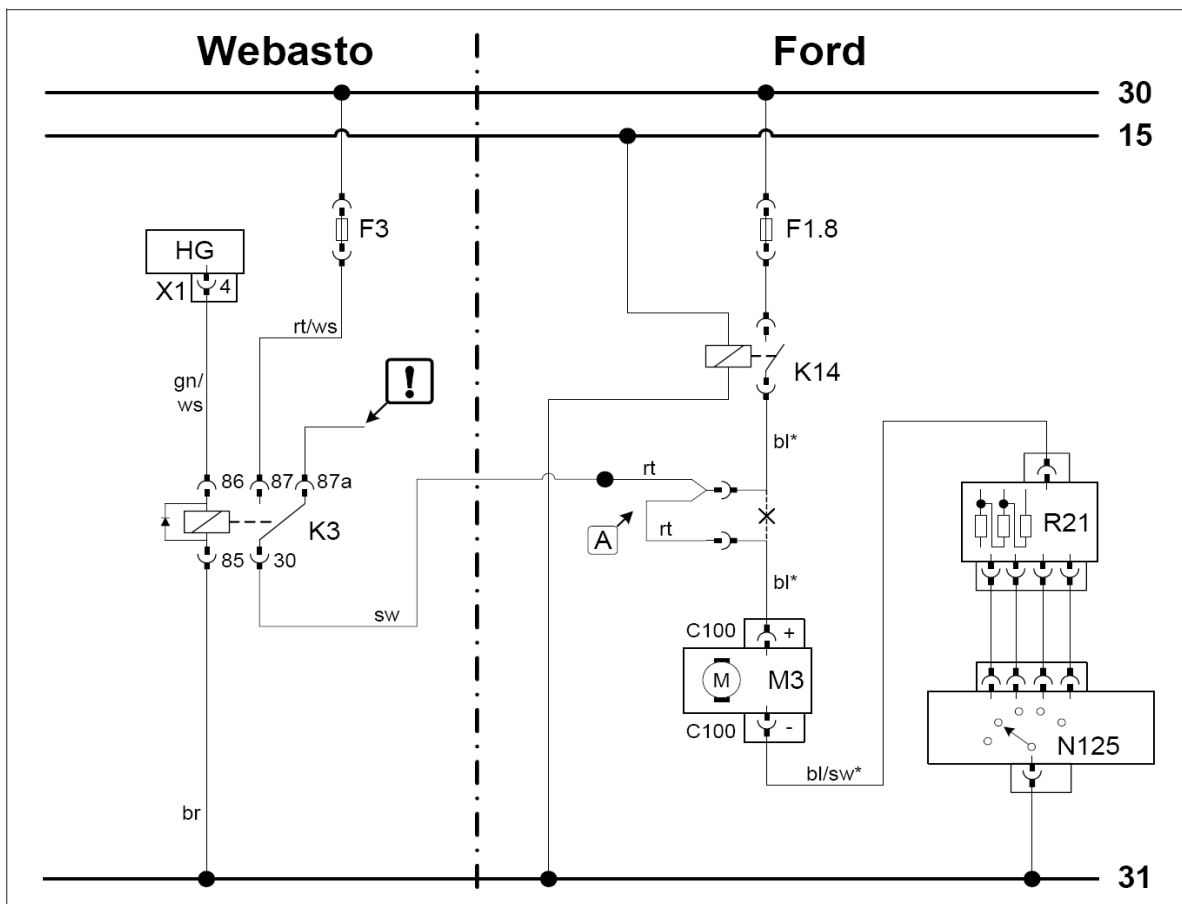 Webasto
Ford
30
15
F3
F1.8
HG
X1
4
rt/ws
K14
gn/
ws
!
bl*
86
87
87a
rt
R21
K3
A
rt
85
30
bl*
sw
C100
+
M
M3
C100
-
N125
bl/sw*
br
31